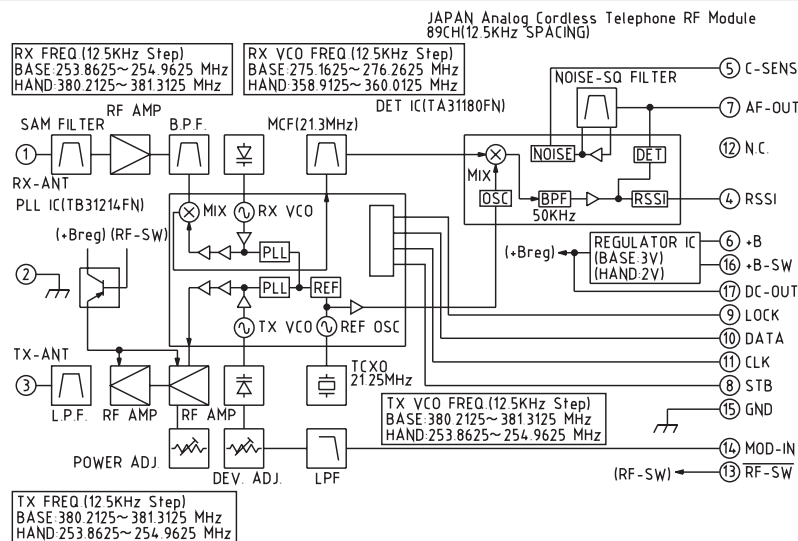 JAPAN Analog Cordless Telephone RF Module
89CH(12.5KHz SPACING)
RX FREQ.(12.5KHz Step)
BASE:253.8625~254.9625 MHz
HAND:380.2125~381.3125 MHz
RX VCO FREQ.(12.5KHz Step)
BASE:275.1625~276.2625 MHz
HAND:358.9125~360.0125 MHz
NOISE-SQ FILTER
5 C-SENS
DET IC(TA31180FN)
7 AF-OUT
RF AMP
SAM FILTER
B.P.F.
MCF(21.3MHz)
1
RX-ANT
MIX
NOISE
DET
12 N.C.
PLL IC(TB31214FN)
MIX
RX VCO
OSC
BPF
50KHz
RSSI
4 RSSI
(+Breg) (RF-SW)
PLL
(+Breg)
REGULATOR IC
(BASE:3V)
(HAND:2V)
6 +B
16 +B-SW
2
PLL
REF
17 DC-OUT
TX VCO
REF OSC
9 LOCK
10 DATA
TX-ANT
3
L.P.F.
RF AMP
RF AMP
TCXO
21.25MHz
11 CLK
8 STB
TX VCO FREQ.(12.5KHz Step)
BASE:380.2125~381.3125 MHz
HAND:253.8625~254.9625 MHz
15 GND
POWER ADJ.
DEV. ADJ.
LPF
14 MOD-IN
(RF-SW)
13 RF-SW
TX FREQ.(12.5KHz Step)
BASE:380.2125~381.3125 MHz
HAND:253.8625~254.9625 MHz